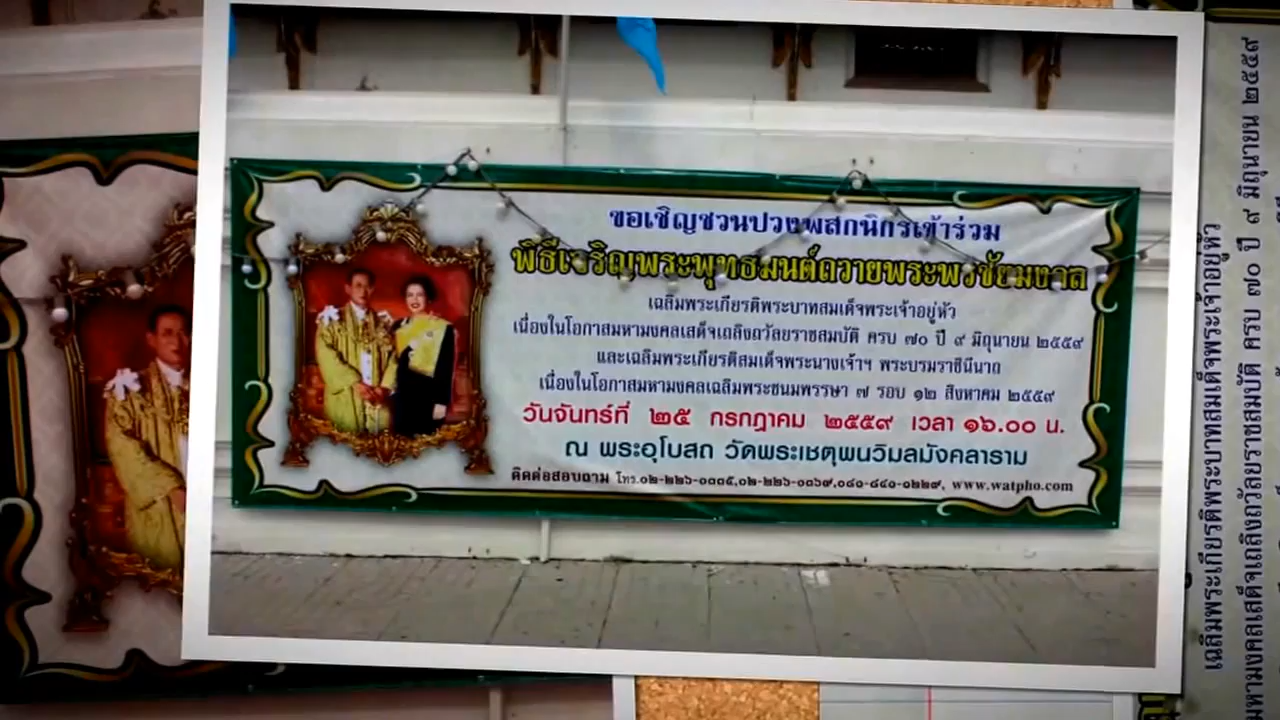 ขอเชิญชวนปวงพสกนิกรเข้าร่วม
พิธีเจริญพระพุทธมนต์ถวายพระพรชัยมงคล
เฉลิมพระเกียรติพระบาทสมเด็จพระเจ้าอยู่หัว
เนื่องในโอกาสมหามงคลเสด็จเถลิงถวัลยราชสมบัติ ครบ ๗๐ ปี ๙ มิถุนายน ๒๕๕๙
และเฉลิมพระเกียรติสมเด็จพระนางเจ้าฯ พระบรมราชินีนาถ
เนื่องในโอกาสมหามงคลเฉลิมพระชนมพรรษา ๗ รอบ ๑๒ สิงหาคม ๒๕๕๙
วันจันทร์ที่ ๒๕ กรกฎาคม ๒๕๕๙ เวลา ๑๖.๐๐ น.
ณ พระอุโบสถ วัดพระเชตุพนวิมลมังคลาราม
ติดต่อสอบถาม โทร. www.watpho.com
เฉลิมพระเกียรติพระบาทสมเด็จพระเจ้าอยู่หัว
มหามงคลเสด็จเถลิงถวัลยราชสมบัติ ครบ ๗๐ ปี ๙ มิถุนายน ๒๕๕๙